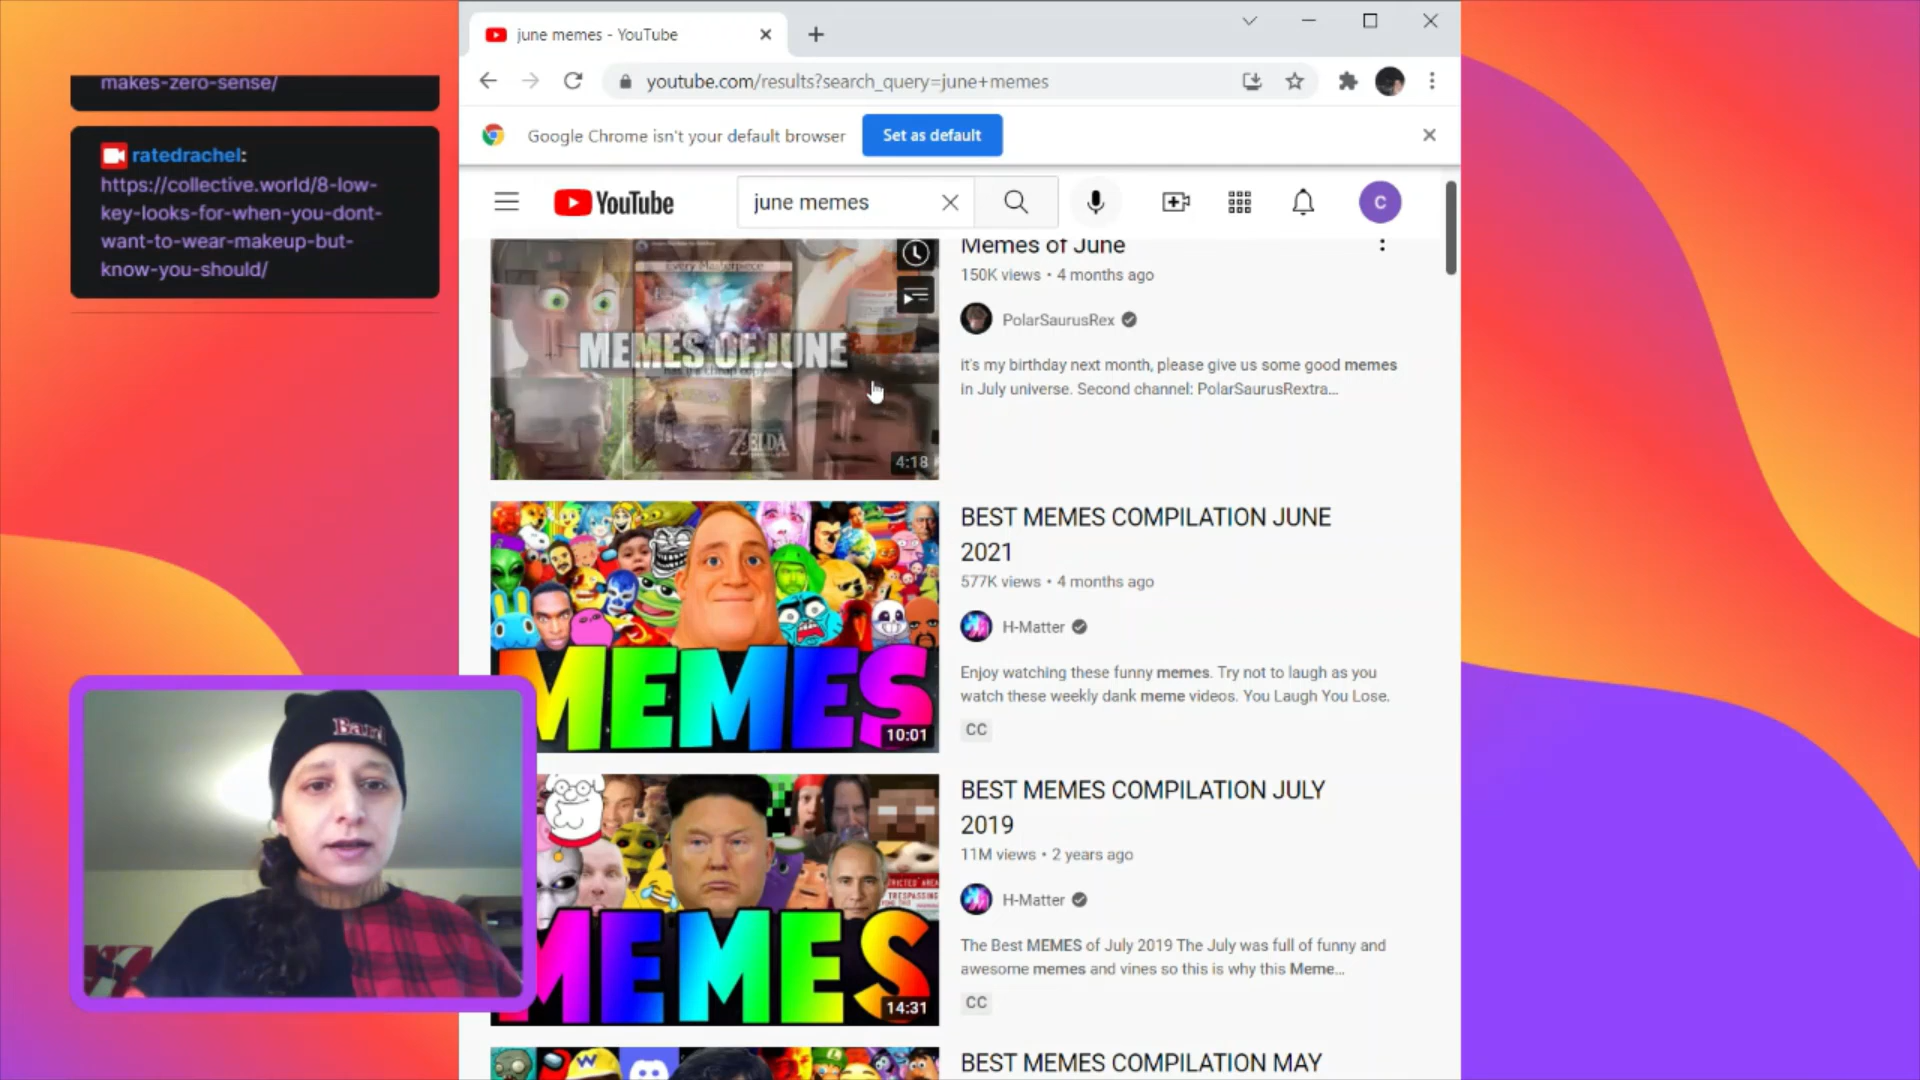 makes-zero-sense/
ratedrachel:
https://collective.world/8-low-
key-looks-for-when-you-dont-
want-to-wear-makeup-but-
know-you-should/
june memes - YouTube
youtube.com/results?search_query=june+memes
Google Chrome isn't your default browser
Set as default
YouTube
june memes
C
Every Masterpiece
MEMES OF JUNE
has its cheap copy
ZELDA
4:18
Memes of June
150K views • 4 months ago
PolarSaurusRex
it's my birthday next month, please give us some good memes
in July universe. Second channel: PolarSaurusRextra...
MEMES
10:01
BEST MEMES COMPILATION JUNE
2021
577K views • 4 months ago
H-Matter
Enjoy watching these funny memes. Try not to laugh as you
watch these weekly dank meme videos. You Laugh You Lose.
CC
MEMES
14:31
BEST MEMES COMPILATION JULY
2019
11M views • 2 years ago
H-Matter
The Best MEMES of July 2019 The July was full of funny and
awesome memes and vines so this is why this Meme...
CC
BEST MEMES COMPILATION MAY